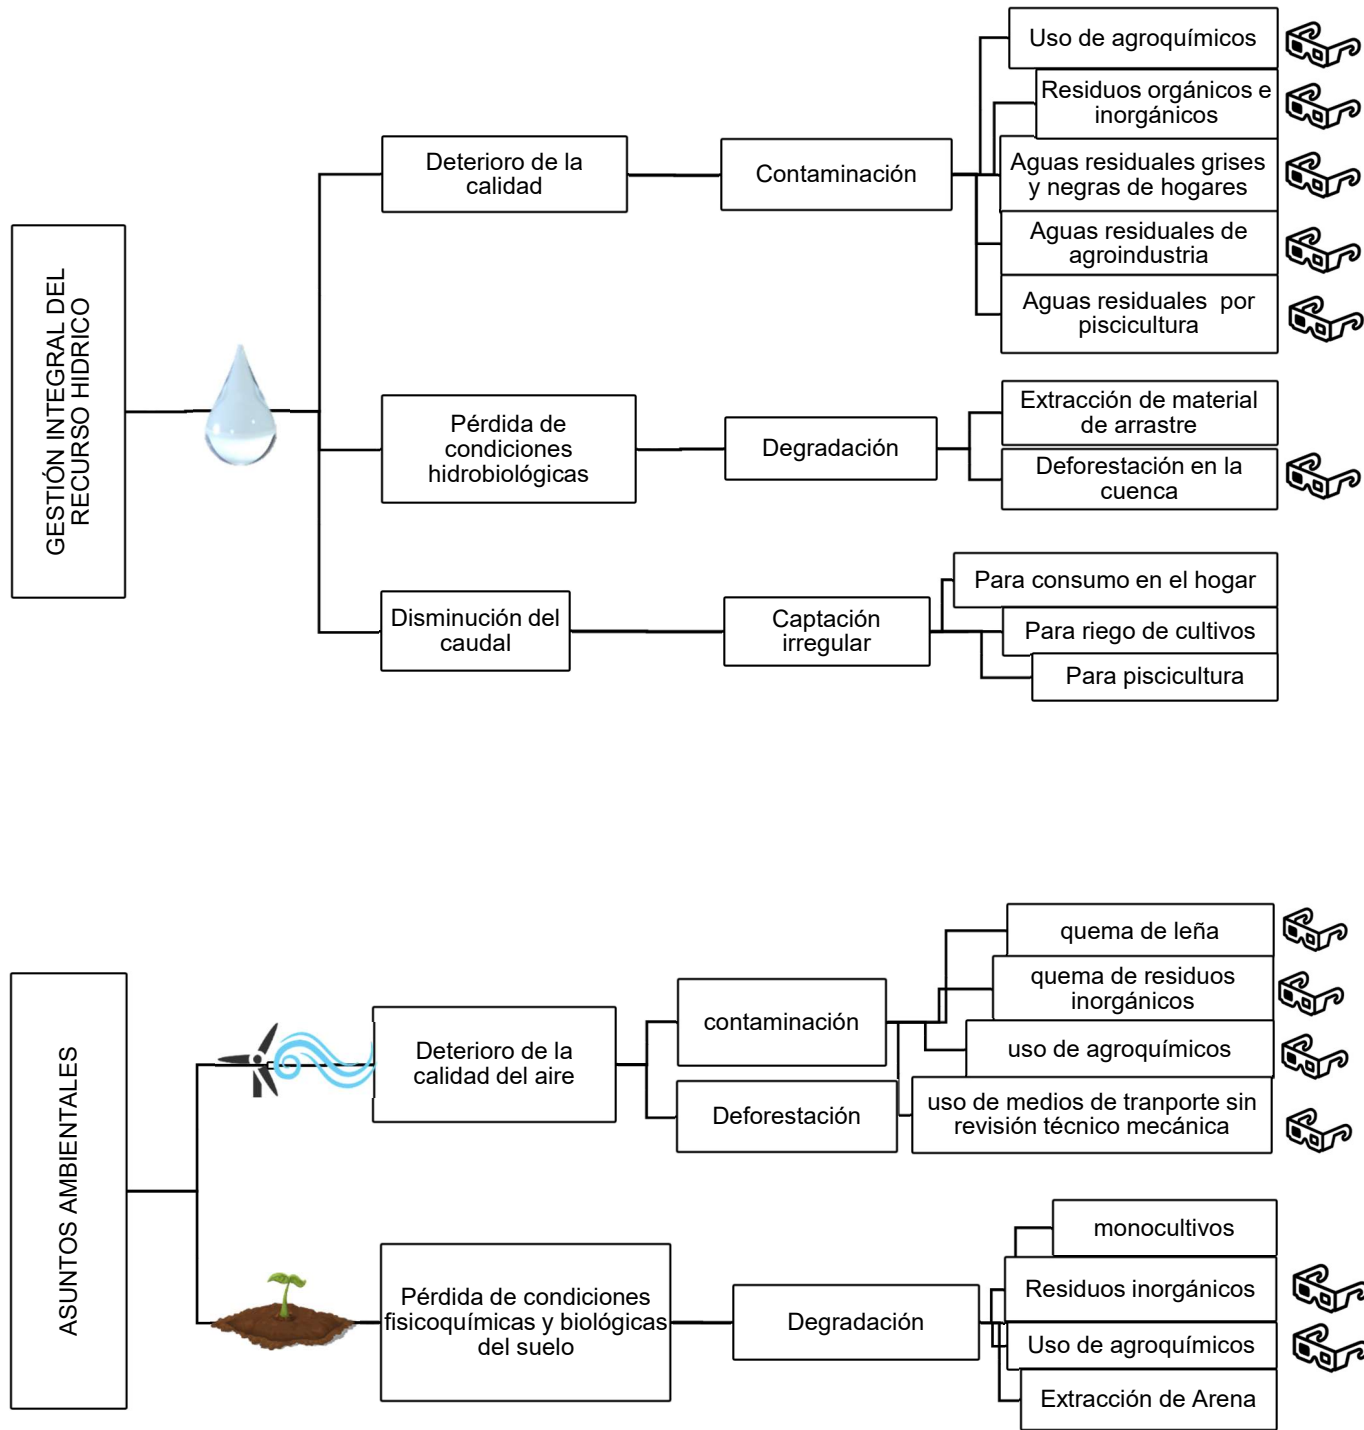 GESTIÓN INTEGRAL DEL
RECURSO HIDRICO
Deterioro de la
calidad
Contaminación
Uso de agroquímicos
Residuos orgánicos e
inorgánicos
Aguas residuales grises
y negras de hogares
Aguas residuales de
agroindustria
Aguas residuales por
piscicultura
Pérdida de
condiciones
hidrobiológicas
Degradación
Extracción de material
de arrastre
Deforestación en la
cuenca
Disminución del
caudal
Captación
irregular
Para consumo en el hogar
Para riego de cultivos
Para piscicultura
ASUNTOS AMBIENTALES
Deterioro de la
calidad del aire
contaminación
Deforestación
quema de leña
quema de residuos
inorgánicos
uso de agroquímicos
uso de medios de tranporte sin
revisión técnico mecánica
Pérdida de condiciones
fisicoquímicas y biológicas
del suelo
Degradación
monocultivos
Residuos inorgánicos
Uso de agroquímicos
Extracción de Arena